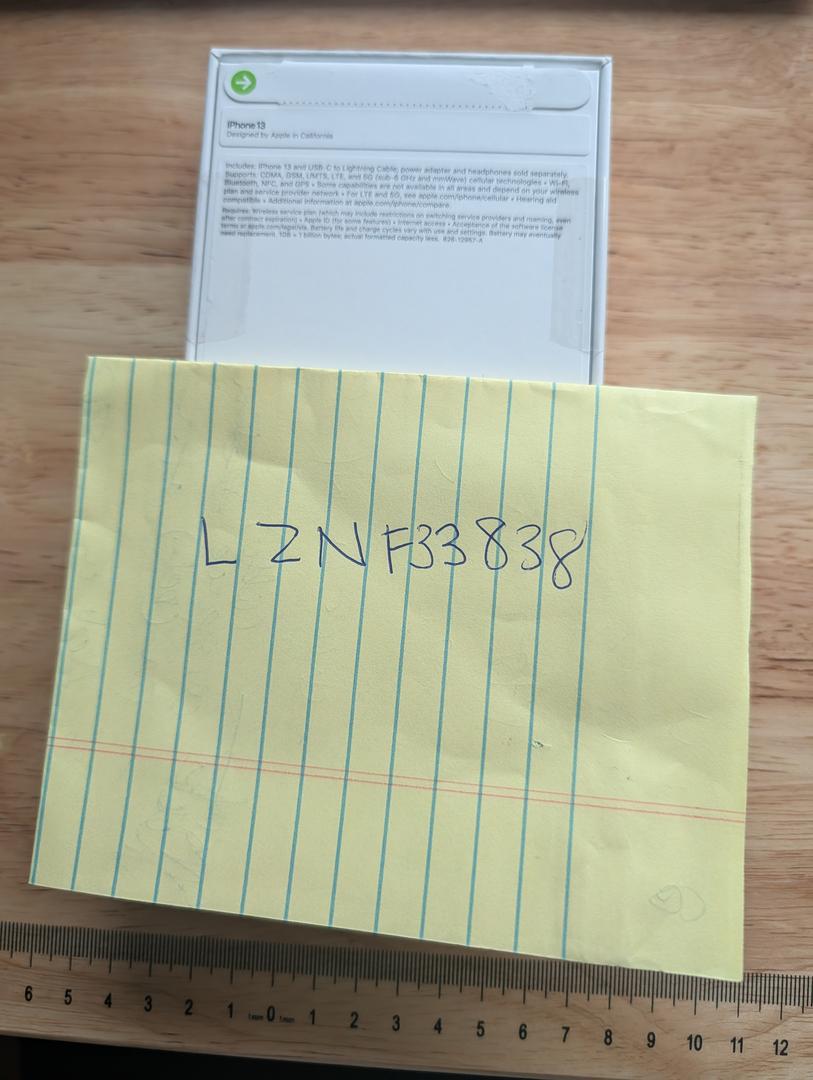 iPhone 13
Designed by Apple in California
Includes: iPhone 13 and USB-C to Lightning Cable; power adapter and headphones sold separately.
Supports: CDMA, GSM, UMTS, LTE, and 5G (sub-6 GHz and mmWave) cellular technologies • Wi-Fi,
Bluetooth, NFC, and GPS • Some capabilities are not available in all areas and depend on your wireless
plan and service provider network • For LTE and 5G, see apple.com/iphone/cellular • Hearing aid
compatible • Additional information at apple.com/iphone/compare.
Requires: Wireless service plan (which may include restrictions on switching service providers and roaming, even
after contract expiration) • Apple ID (for some features) • Internet access • Acceptance of the software license
terms at apple.com/legal/sla. Battery life and charge cycles vary with use and settings. Battery may eventually
need replacement. 1GB = 1 billion bytes; actual formatted capacity less. 828-12957-A
LZNF33838
6 5 4 3 2 1 0 1 2 3 4 5 6 7 8 9 10 11 12